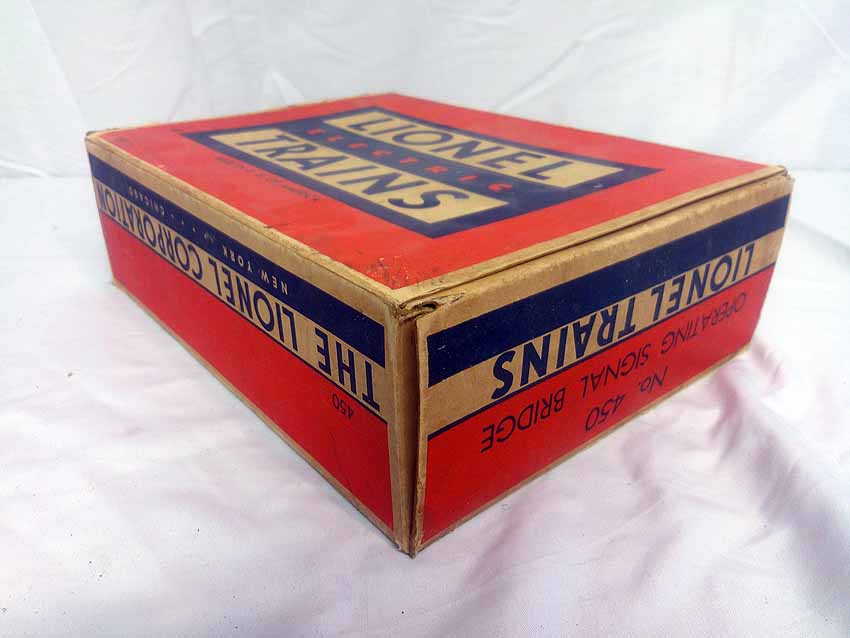 LIONEL
ELECTRIC
TRAINS
THE LIONEL CORPORATION
NEW YORK CHICAGO
450
LIONEL TRAINS
No. 450
OPERATING SIGNAL BRIDGE